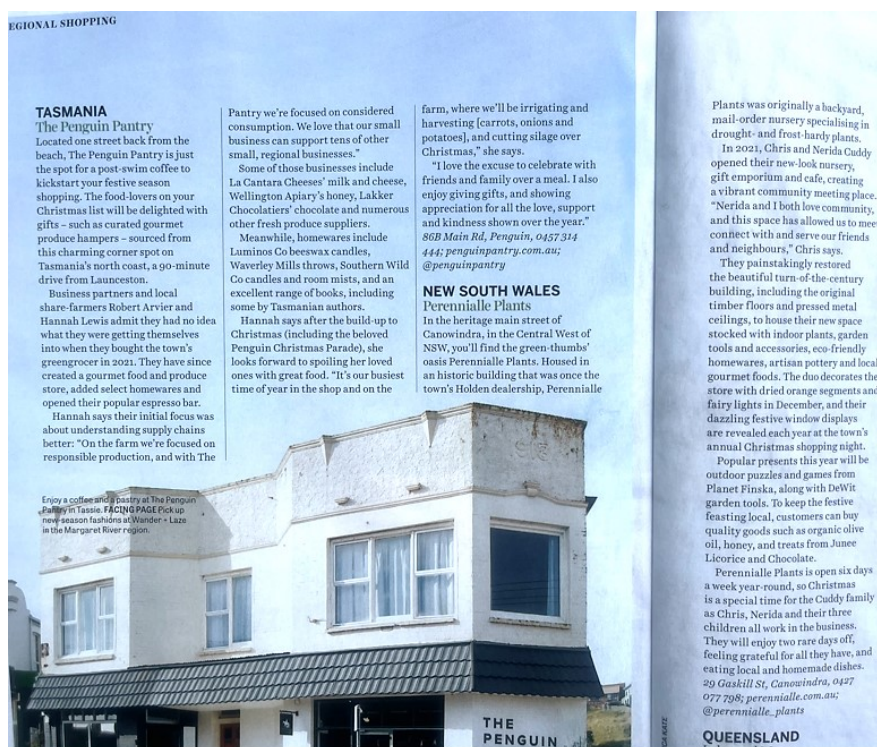 EGIONAL SHOPPING
TASMANIA
The Penguin Pantry
Located one street back from the
beach, The Penguin Pantry is just
the spot for a post-swim coffee to
kickstart your festive season
shopping. The food-lovers on your
Christmas list will be delighted with
gifts – such as curated gourmet
produce hampers – sourced from
this charming corner spot on
Tasmania's north coast, a 90-minute
drive from Launceston.
Business partners and local
share-farmers Robert Arvier and
Hannah Lewis admit they had no idea
what they were getting themselves
into when they bought the town's
greengrocer in 2021. They have since
created a gourmet food and produce
store, added select homewares and
opened their popular espresso bar.
Hannah says their initial focus was
about understanding supply chains
better: "On the farm we're focused on
responsible production, and with The
Pantry we're focused on considered
consumption. We love that our small
business can support tens of other
small, regional businesses."
Some of those businesses include
La Cantara Cheeses' milk and cheese,
Wellington Apiary's honey, Lakker
Chocolatiers' chocolate and numerous
other fresh produce suppliers.
Meanwhile, homewares include
Luminos Co beeswax candles,
Waverley Mills throws, Southern Wild
Co candles and room mists, and an
excellent range of books, including
some by Tasmanian authors.
Hannah says after the build-up to
Christmas (including the beloved
Penguin Christmas Parade), she
looks forward to spoiling her loved
ones with great food. "It's our busiest
time of year in the shop and on the
farm, where we'll be irrigating and
harvesting [carrots, onions and
potatoes], and cutting silage over
Christmas," she says.
"I love the excuse to celebrate with
friends and family over a meal. I also
enjoy giving gifts, and showing
appreciation for all the love, support
and kindness shown over the year."
86B Main Rd, Penguin, 0457 314
444; penguinpantry.com.au;
@penguinpantry
NEW SOUTH WALES
Perennialle Plants
In the heritage main street of
Canowindra, in the Central West of
NSW, you'll find the green-thumbs'
oasis Perennialle Plants. Housed in
an historic building that was once the
town's Holden dealership, Perennialle
Plants was originally a backyard,
mail-order nursery specialising in
drought- and frost-hardy plants.
In 2021, Chris and Nerida Cuddy
opened their new-look nursery,
gift emporium and cafe, creating
a vibrant community meeting place.
"Nerida and I both love community,
and this space has allowed us to meet
connect with and serve our friends
and neighbours," Chris says.
They painstakingly restored
the beautiful turn-of-the-century
building, including the original
timber floors and pressed metal
ceilings, to house their new space
stocked with indoor plants, garden
tools and accessories, eco-friendly
homewares, artisan pottery and local
gourmet foods. The duo decorates the
store with dried orange segments and
fairy lights in December, and their
dazzling festive window displays
are revealed each year at the town's
annual Christmas shopping night.
Popular presents this year will be
outdoor puzzles and games from
Planet Finska, along with DeWit
garden tools. To keep the festive
feasting local, customers can buy
quality goods such as organic olive
oil, honey, and treats from Junee
Licorice and Chocolate.
Perennialle Plants is open six days
a week year-round, so Christmas
is a special time for the Cuddy family
as Chris, Nerida and their three
children all work in the business.
They will enjoy two rare days off,
feeling grateful for all they have, and
eating local and homemade dishes.
29 Gaskill St, Canowindra, 0427
077 798; perennialle.com.au;
@perennialle_plants
QUEENSLAND
Enjoy a coffee and a pastry at The Penguin
Pantry in Tassie. FACING PAGE Pick up
new-season fashions at Wander + Laze
in the Margaret River region.
THE
PENGUIN